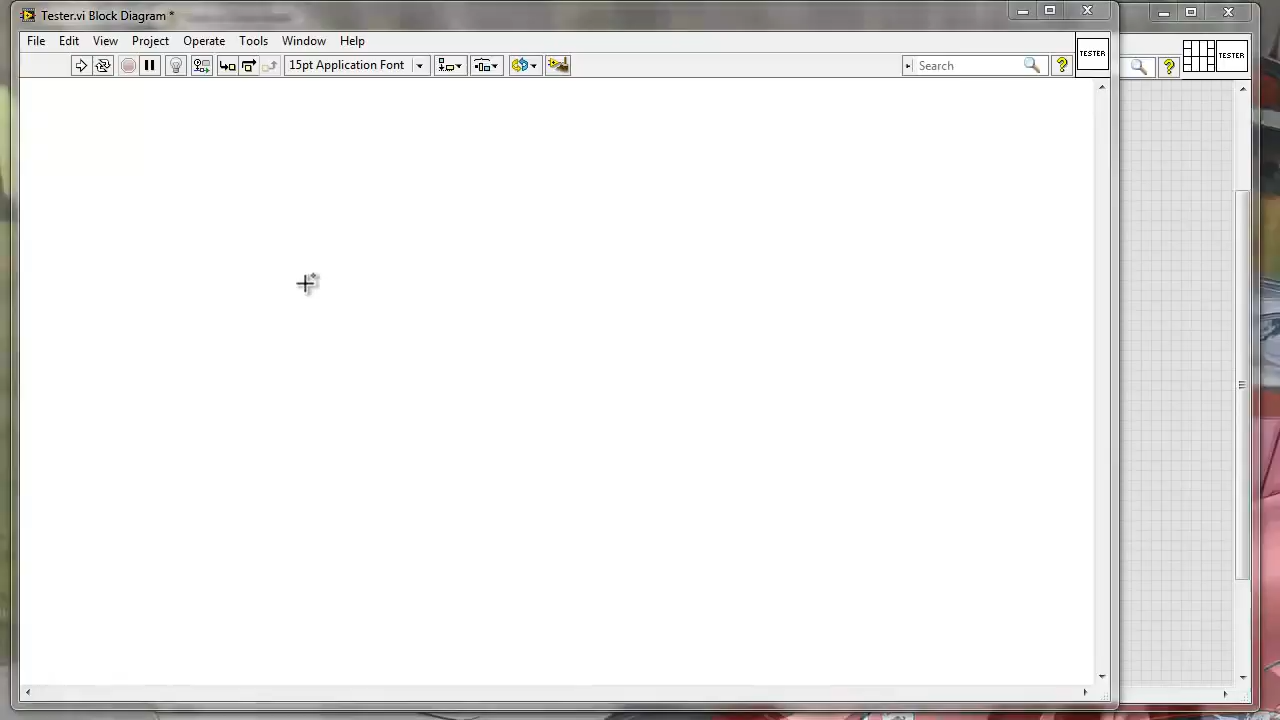 Tester.vi Block Diagram *
File Edit View Project Operate Tools Window Help
15pt Application Font
Search
?
TESTER
?
TESTER